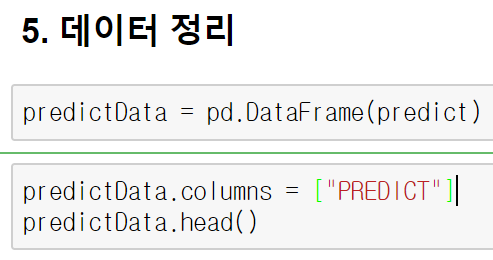 5. 데이터 정리
predictData = pd.DataFrame(predict)
predictData.columns = ["PREDICT"]
predictData.head()